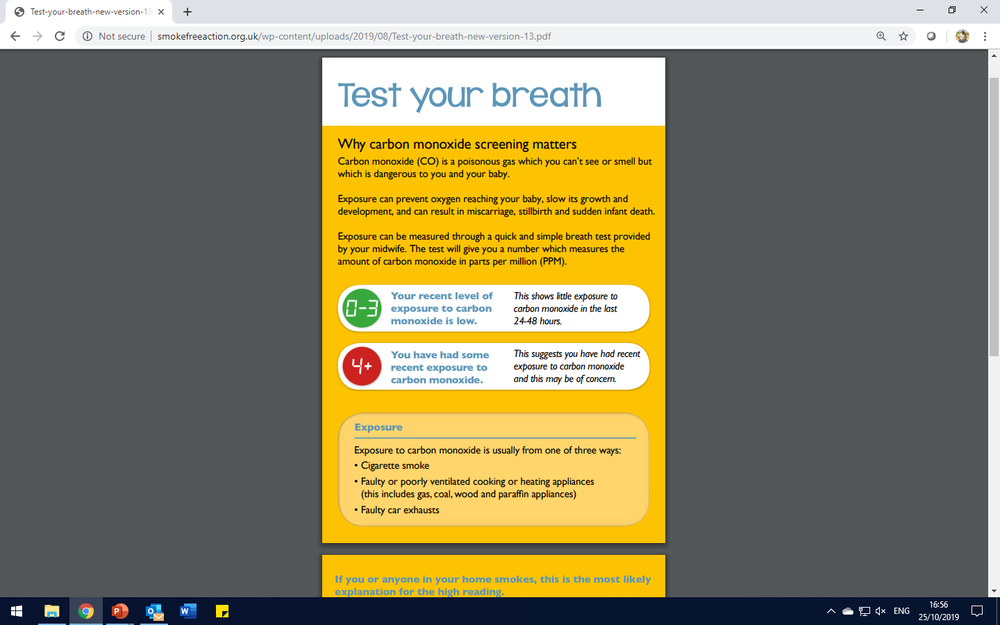 Test-your-breath-new-version-13
Not secure
smokefreeaction.org.uk/wp-content/uploads/2019/08/Test-your-breath-new-version-13.pdf
Test your breath
Why carbon monoxide screening matters
Carbon monoxide (CO) is a poisonous gas which you can't see or smell but
which is dangerous to you and your baby.
Exposure can prevent oxygen reaching your baby, slow its growth and
development, and can result in miscarriage, stillbirth and sudden infant death.
Exposure can be measured through a quick and simple breath test provided
by your midwife. The test will give you a number which measures the
amount of carbon monoxide in parts per million (PPM).
0-3
Your recent level of
exposure to carbon
monoxide is low.
This shows little exposure to
carbon monoxide in the last
24-48 hours.
4+
You have had some
recent exposure to
carbon monoxide.
This suggests you have had recent
exposure to carbon monoxide
and this may be of concern.
Exposure
Exposure to carbon monoxide is usually from one of three ways:
• Cigarette smoke
• Faulty or poorly ventilated cooking or heating appliances
(this includes gas, coal, wood and paraffin appliances)
• Faulty car exhausts
If you or anyone in your home smokes, this is the most likely
explanation for the high reading.
ENG
16:56
25/10/2019